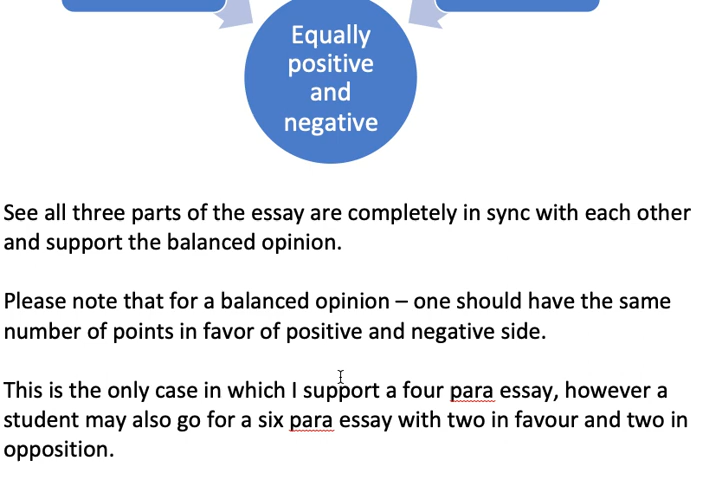 Equally
positive
and
negative
See all three parts of the essay are completely in sync with each other
and support the balanced opinion.
Please note that for a balanced opinion – one should have the same
number of points in favor of positive and negative side.
This is the only case in which I support a four para essay, however a
student may also go for a six para essay with two in favour and two in
opposition.